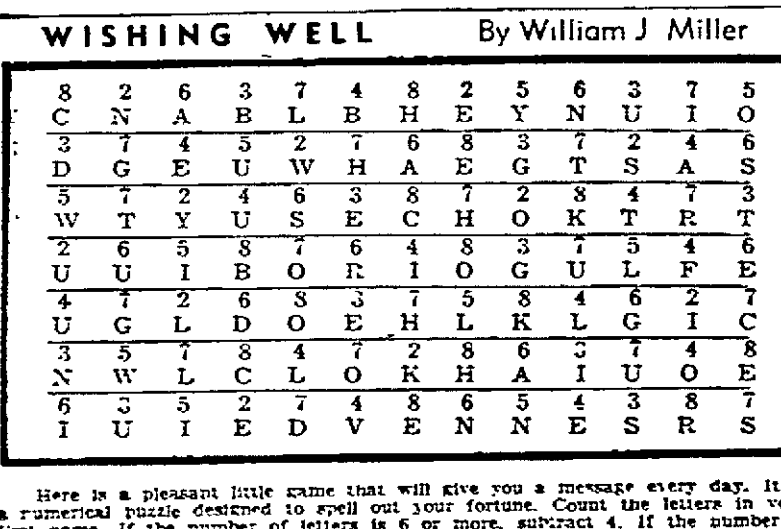 WISHING WELL By William J Miller
8 2 6 3 7 4 8 2 5 6 3 7 5
C N A B L B H E Y N U I O
3 7 4 5 2 7 6 8 3 7 2 4 6
D G E U W H A E G T S A S
5 7 2 4 6 3 8 7 2 8 4 7 3
W T Y U S E C H O K T R T
2 6 5 8 7 6 4 8 3 7 5 4 6
U U I B O R I O G U L F E
4 7 2 6 8 3 7 5 8 4 6 2 7
U G L D O E H L K L G I C
3 5 7 8 4 7 2 8 6 3 7 4 8
N W L C L O K H A I U O E
6 3 5 2 7 4 8 6 5 4 3 8 7
I U I E D V E N N E S R S
Here is a pleasant little game that will give you a message every day. It
a numerical puzzle designed to spell out your fortune. Count the letters in
name. If the number of letters is 6 or more, subtract 4. If the number